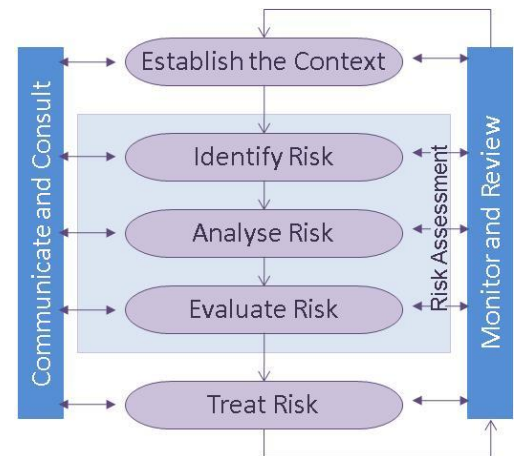 Establish the Context
Communicate and Consult
Identify Risk
Analyse Risk
Evaluate Risk
Risk Assessment
Monitor and Review
Treat Risk